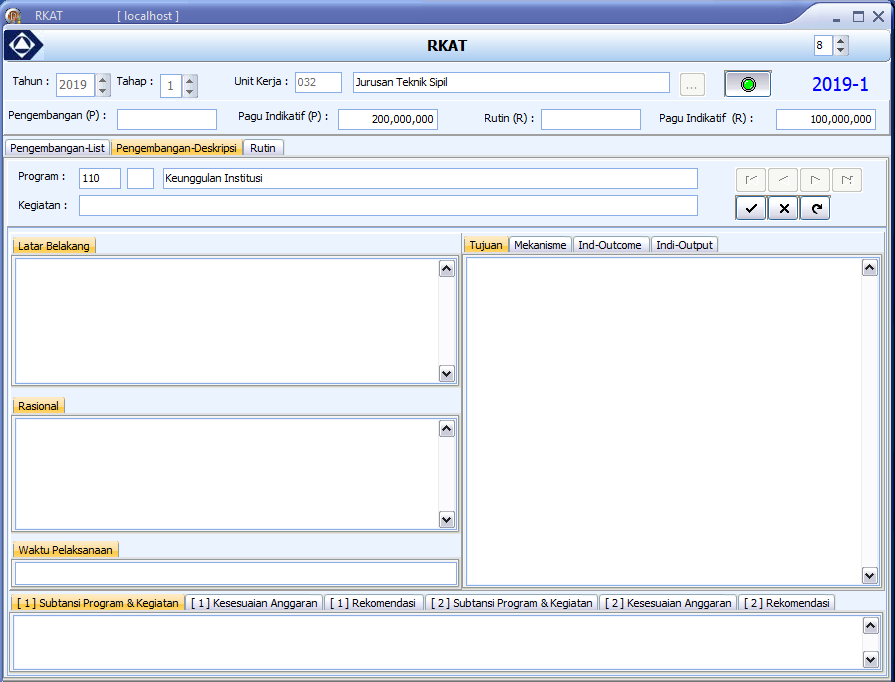 RKAT [ localhost ]
RKAT 8
Tahun : 2019 Tahap : 1 Unit Kerja : 032 Jurusan Teknik Sipil ... 2019-1
Pengembangan (P) : Pagu Indikatif (P) : 200,000,000 Rutin (R) : Pagu Indikatif (R) : 100,000,000
Pengembangan-List Pengembangan-Deskripsi Rutin
Program : 110 Keunggulan Institusi
Kegiatan :
Latar Belakang Tujuan Mekanisme Ind-Outcome Indi-Output
Rasional
Waktu Pelaksanaan
[ 1 ] Subtansi Program & Kegiatan [ 1 ] Kesesuaian Anggaran [ 1 ] Rekomendasi [ 2 ] Subtansi Program & Kegiatan [ 2 ] Kesesuaian Anggaran [ 2 ] Rekomendasi